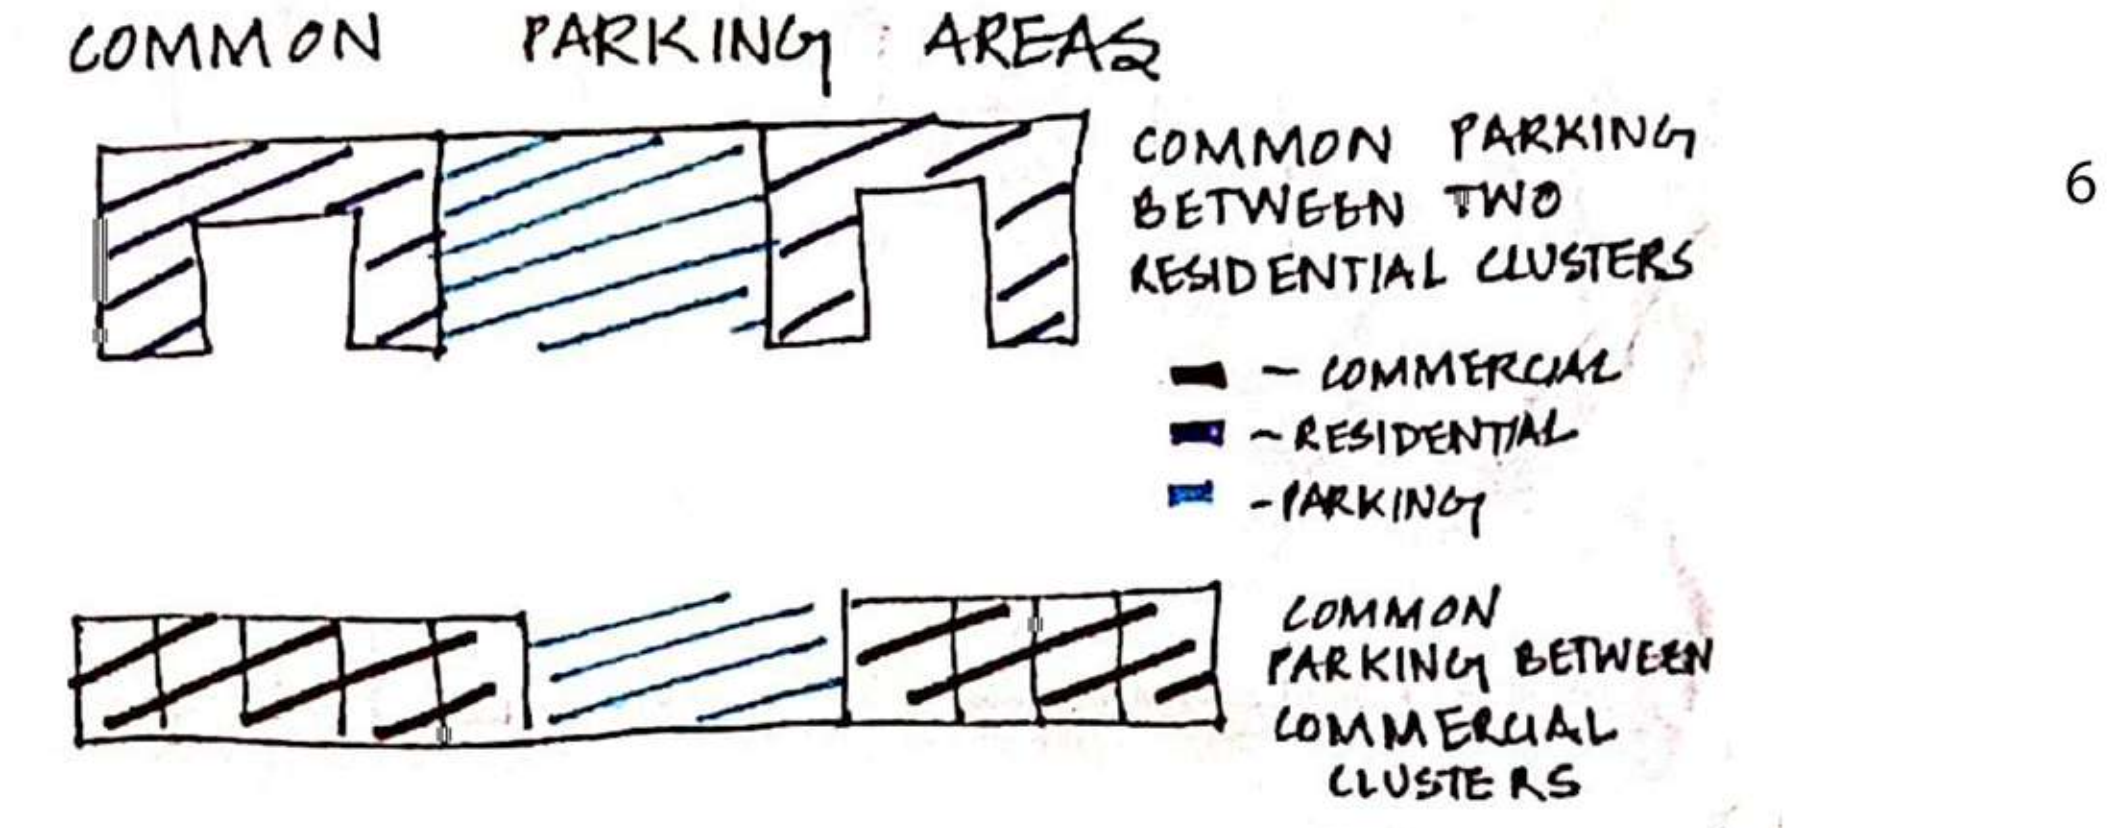 COMMON PARKING AREAS
COMMON PARKING
BETWEEN TWO
RESIDENTIAL CLUSTERS
6
- COMMERCIAL
- RESIDENTIAL
- PARKING
COMMON
PARKING BETWEEN
COMMERCIAL
CLUSTERS